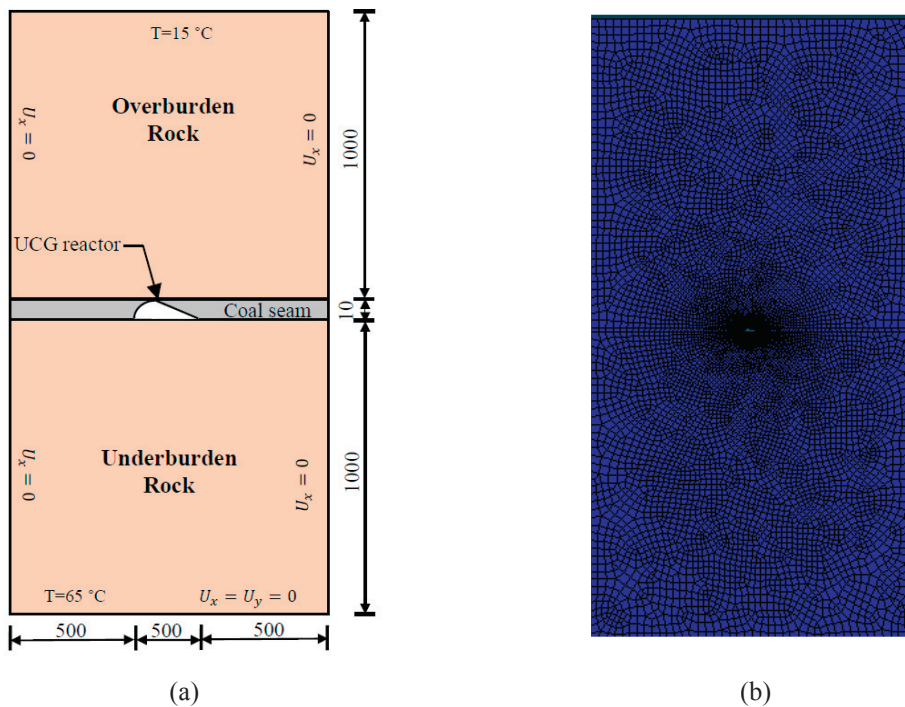 T=15 °C
Overburden
Rock
U_x = 0
U_x = 0
1000
UCG reactor
Coal seam
10
Underburden
Rock
U_x = 0
U_x = 0
1000
T=65 °C
U_x = U_y = 0
500
500
500
(a)
(b)